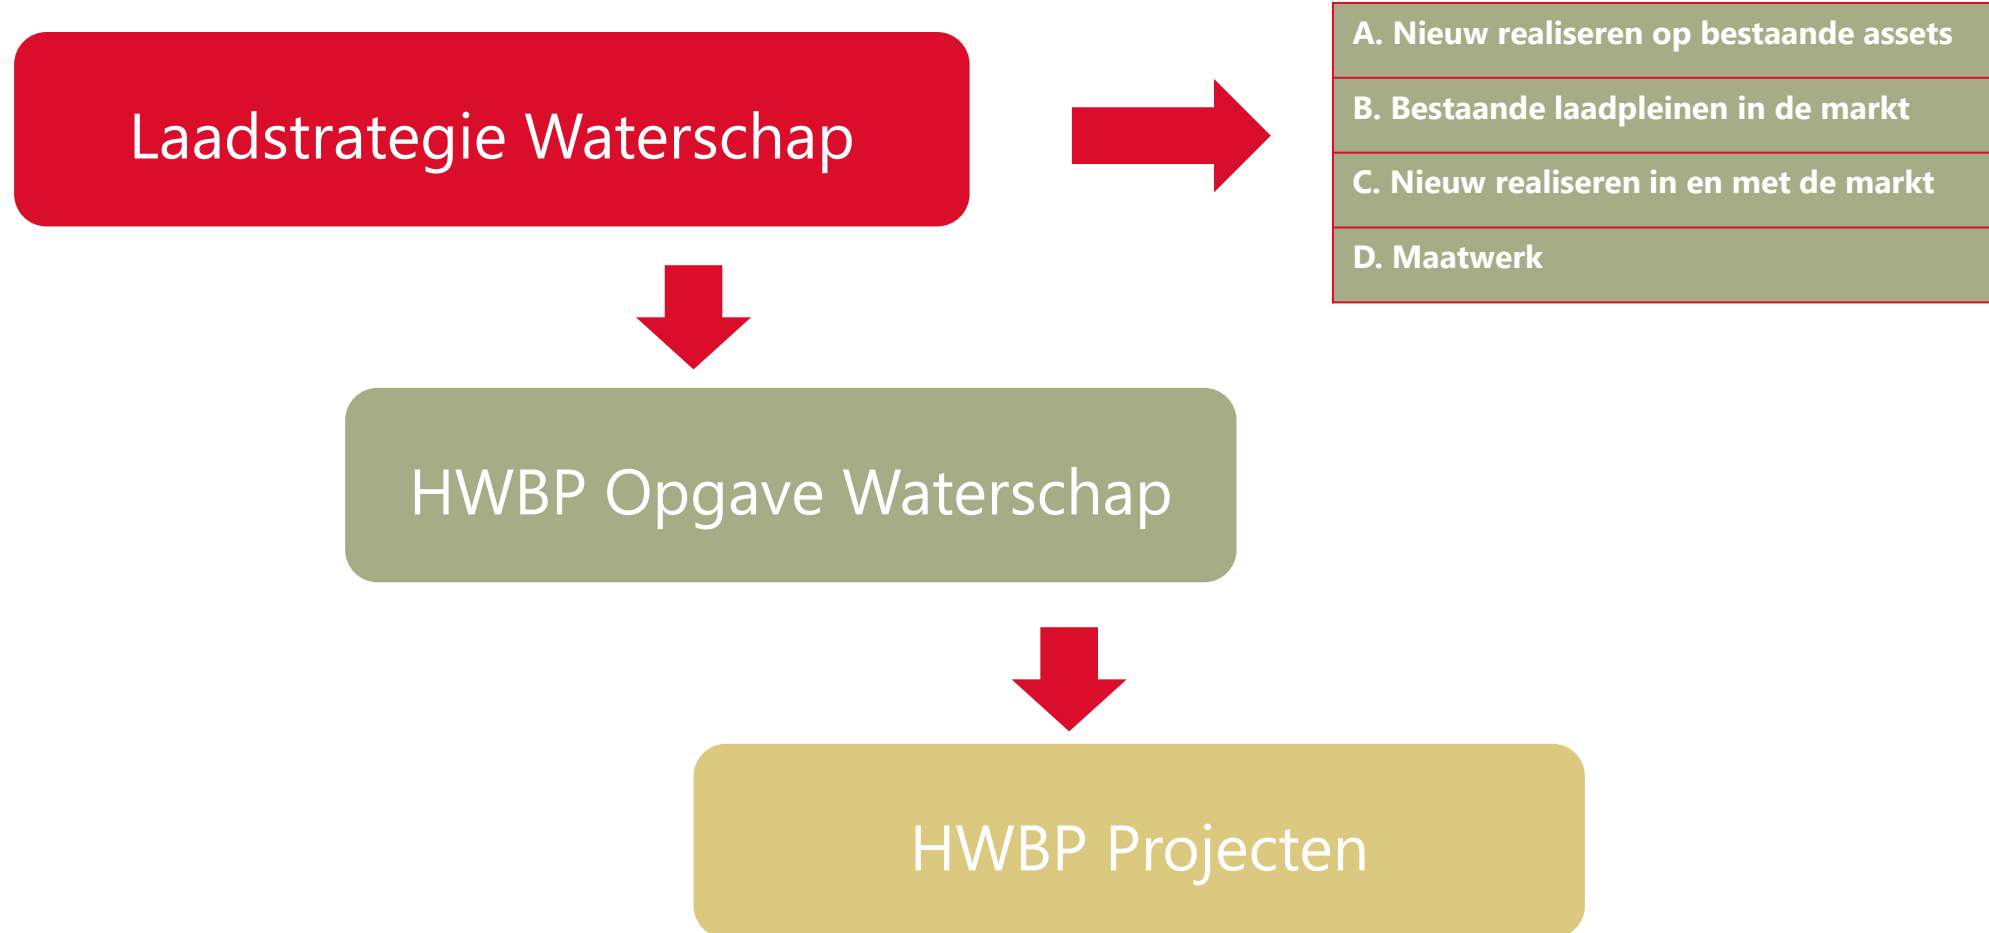 Laadstrategie Waterschap
A. Nieuw realiseren op bestaande assets
B. Bestaande laadpleinen in de markt
C. Nieuw realiseren in en met de markt
D. Maatwerk
HWBP Opgave Waterschap
HWBP Projecten